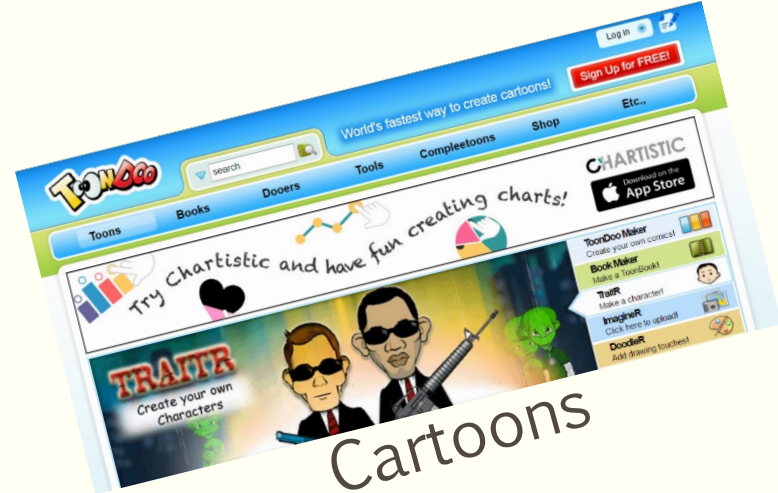 Log in
Sign Up for FREE!
World's fastest way to create cartoons!
TOONDOO
search
Toons
Books
Dooers
Tools
Compleetoons
Shop
Etc.,
Try Chartistic and have fun creating charts!
CHARTISTIC
Download on the
App Store
ToonDoo Maker
Create your own comics!
Book Maker
Make a ToonBook!
TraitR
Make a character!
ImagineR
Click here to upload!
DoodleR
Add drawing touches!
TRAITR
Create your own
Characters
Cartoons